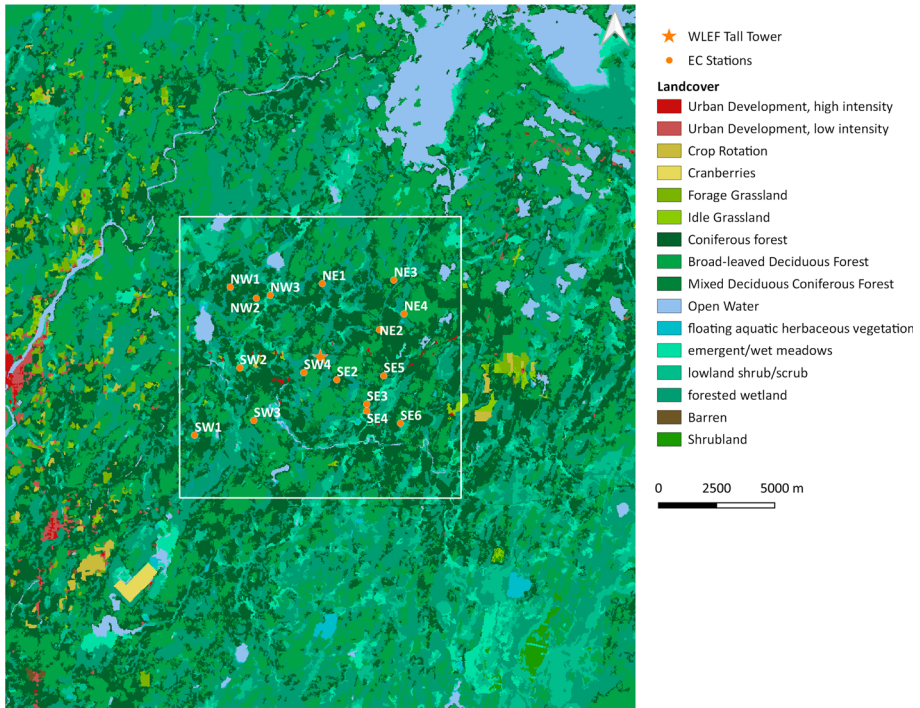 WLEF Tall Tower
EC Stations
Landcover
Urban Development, high intensity
Urban Development, low intensity
Crop Rotation
Cranberries
Forage Grassland
Idle Grassland
Coniferous forest
Broad-leaved Deciduous Forest
Mixed Deciduous Coniferous Forest
Open Water
floating aquatic herbaceous vegetation
emergent/wet meadows
lowland shrub/scrub
forested wetland
Barren
Shrubland
0 2500 5000 m
NW1
NW3
NE1
NE3
NW2
NE4
NE2
SW2
SW4
SE2
SE5
SE3
SW3
SE4
SE6
SW1